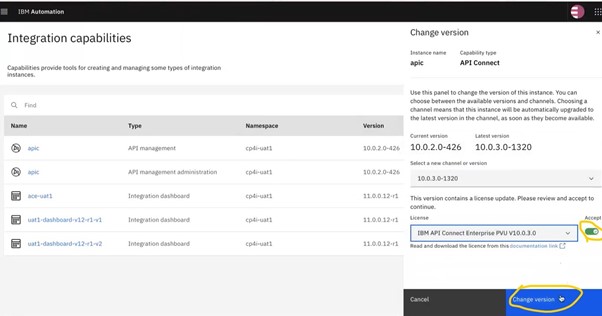 IBM Automation
Integration capabilities
Capabilities provide tools for creating and managing some types of integration
instances.
Find
Name Type Namespace Version
apic API management cp4i-uat1 10.0.2.0-426
apic API management administration cp4i-uat1 10.0.2.0-426
ace-uat1 Integration dashboard cp4i-uat1 11.0.0.12-r1
uat1-dashboard-v12-r1-v1 Integration dashboard cp4i-uat1 11.0.0.12-r1
uat1-dashboard-v12-r1-v2 Integration dashboard cp4i-uat1 11.0.0.12-r1
Change version
Instance name Capability type
apic API Connect
Use this panel to change the version of this instance. You can
choose between the available versions and channels. Choosing a
channel means that this instance will be automatically upgraded to
the latest version in the channel, as soon as they become available.
Current version Latest version
10.0.2.0-426 10.0.3.0-1320
Select a new channel or version
10.0.3.0-1320
This version contains a license update. Please review and accept to
continue.
License Accept
IBM API Connect Enterprise PVU V10.0.3.0
Read and download the licence from this documentation link
Cancel Change version